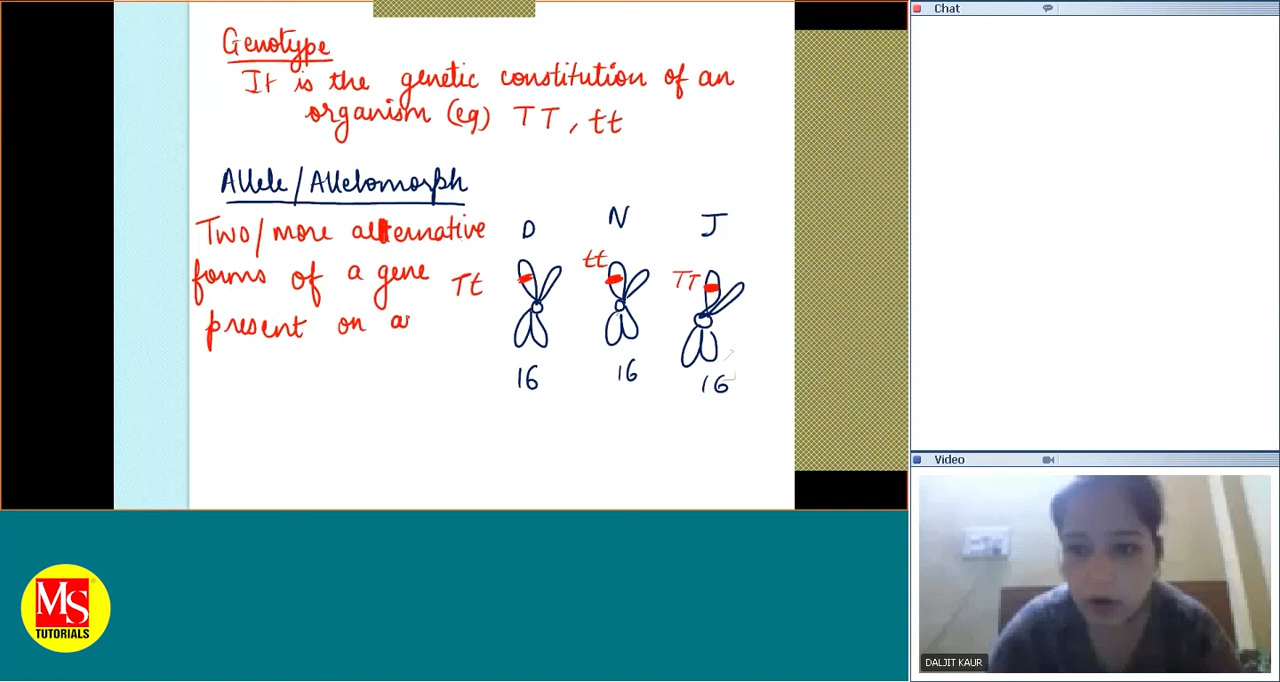 Genotype
It is the genetic constitution of an
organism (eg) TT, tt
Allele/Allelomorph
Two/more alternative
forms of a gene
present on a
D N J
Tt tt TT
16 16 16
Chat
Video
DALJIT KAUR
MS
TUTORIALS